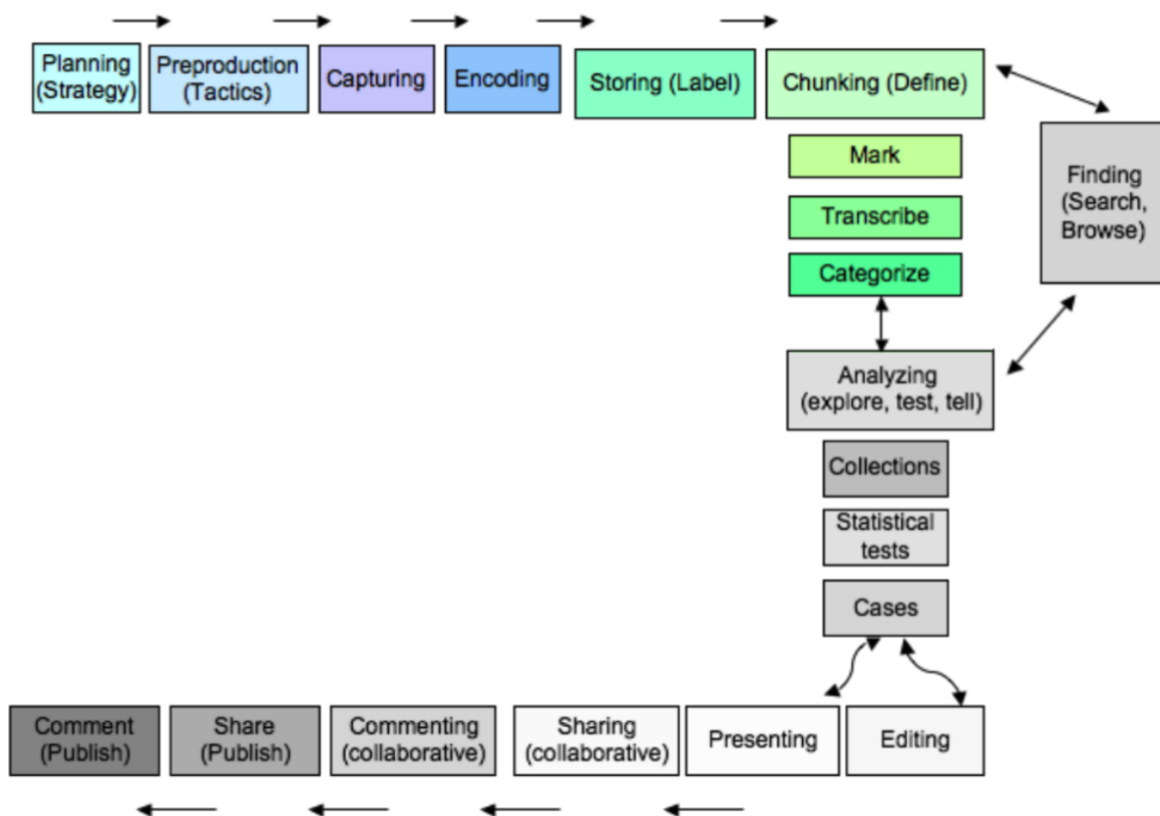 Planning
(Strategy)
Preproduction
(Tactics)
Capturing
Encoding
Storing (Label)
Chunking (Define)
Mark
Transcribe
Categorize
Finding
(Search,
Browse)
Analyzing
(explore, test, tell)
Collections
Statistical
tests
Cases
Comment
(Publish)
Share
(Publish)
Commenting
(collaborative)
Sharing
(collaborative)
Presenting
Editing